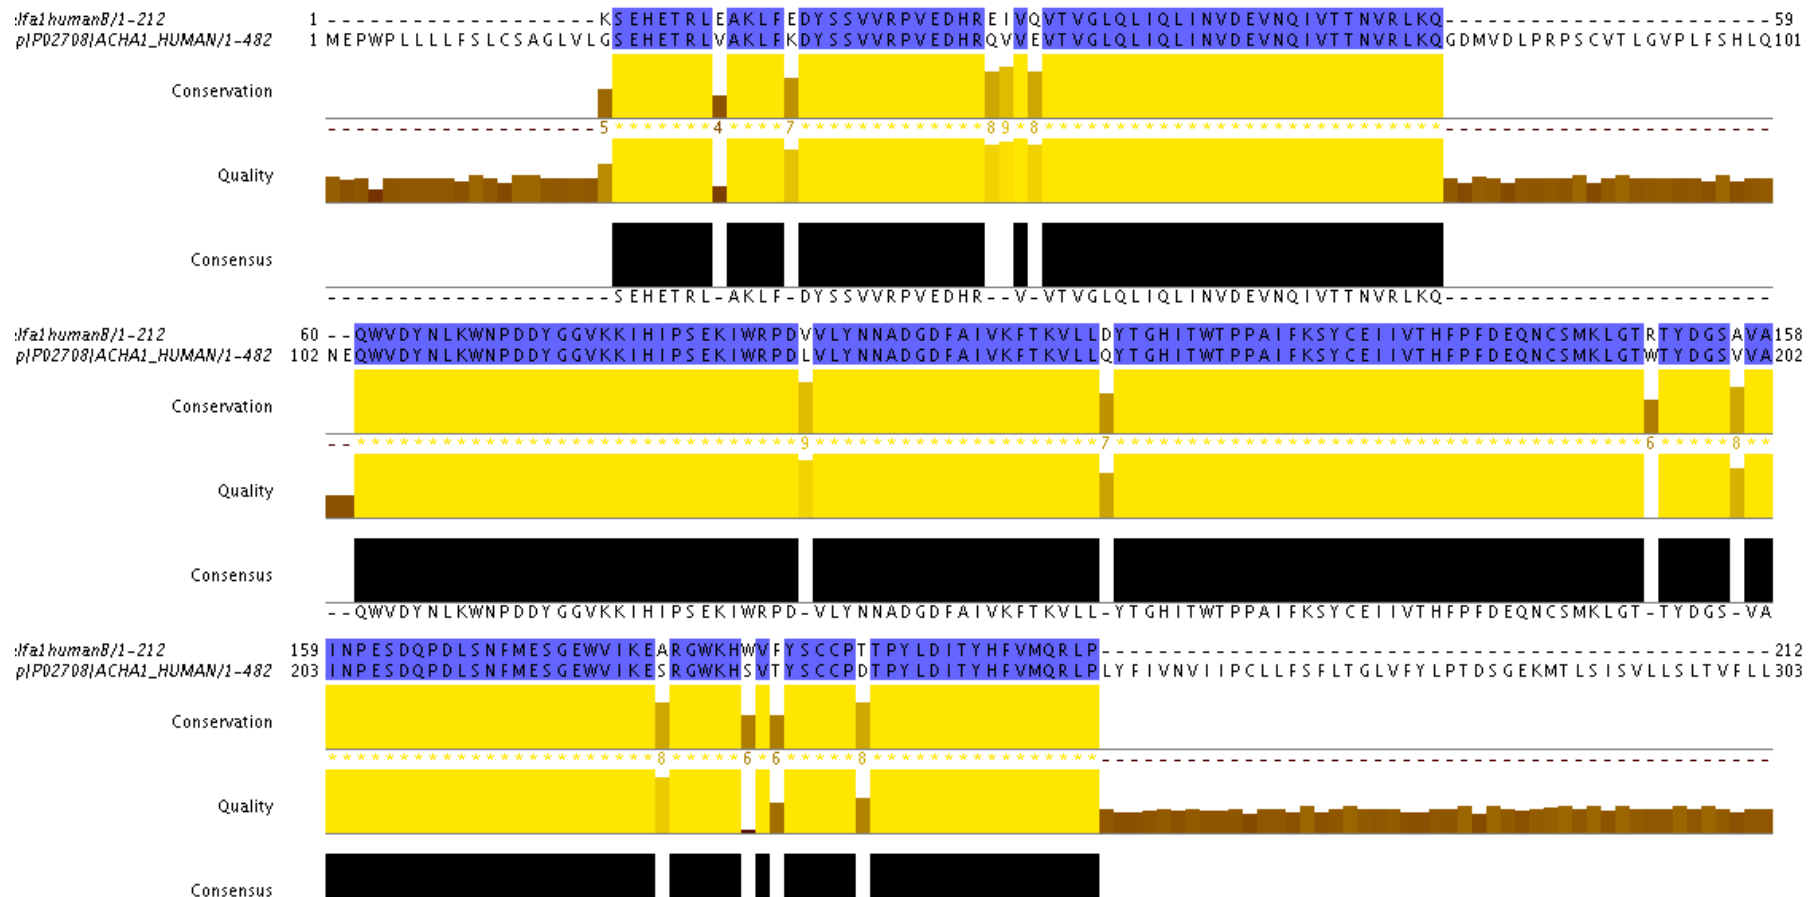 lfa1humanB/1-212 1 -------------------KSEHETRLEAKLFEDYSSVVRPVEDHREIVQVTVGLQLIQLINVDEVNQIVTTNVRLKQ----------------------- 59
p|P02708|ACHA1_HUMAN/1-482 1 MEPWPLLLLFSLCSAGLVLGSEHETRLVAKLFKDYSSVVRPVEDHRQVVEVTVGLQLIQLINVDEVNQIVTTNVRLKQGDMVDLPRPSCVTLGVPLFSHLQ 101
Conservation
-------------------5*******4****7*************89*8****************************-----------------------
Quality
Consensus
--------------------SEHETRL-AKLF-DYSSVVRPVEDHR--V-VTVGLQLIQLINVDEVNQIVTTNVRLKQ-----------------------
lfa1humanB/1-212 60 --QWVDYNLKWNPDDYGGVKKIHIPSEKIWRPDVVLYNNADGDFAIVKFTKVLLDYTGHITWTPPAIFKSYCEIIVTHFPFDEQNCSMKLGTRTYDGSAVA 158
p|P02708|ACHA1_HUMAN/1-482 102 NEQWVDYNLKWNPDDYGGVKKIHIPSEKIWRPDLVLYNNADGDFAIVKFTKVLLQYTGHITWTPPAIFKSYCEIIVTHFPFDEQNCSMKLGTWTYDGSVVA 202
Conservation
--*******************************9********************7*************************************6*****8**
Quality
Consensus
--QWVDYNLKWNPDDYGGVKKIHIPSEKIWRPD-VLYNNADGDFAIVKFTKVLL-YTGHITWTPPAIFKSYCEIIVTHFPFDEQNCSMKLGT-TYDGS-VA
lfa1humanB/1-212 159 INPESDQPDLSNFMESGEWVIKEARGWKHWVFYSCCPTTPYLDITYHFVMQRLP----------------------------------------------- 212
p|P02708|ACHA1_HUMAN/1-482 203 INPESDQPDLSNFMESGEWVIKESRGWKHSVTYSCCPDTPYLDITYHFVMQRLPLYFIVNVIIPCLLFSFLTGLVFYLPTDSGEKMTLSISVLLSLTVFLL 303
Conservation
***********************8*****6*6*****8****************-----------------------------------------------
Quality
Consensus